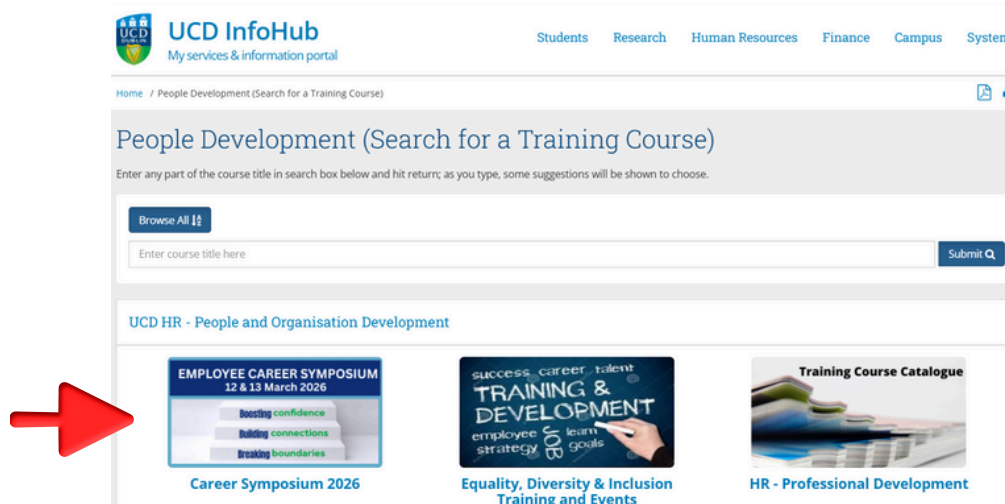 UCD
DUBLIN
UCD InfoHub
My services & information portal
Students Research Human Resources Finance Campus System
Home / People Development (Search for a Training Course)
People Development (Search for a Training Course)
Enter any part of the course title in search box below and hit return; as you type, some suggestions will be shown to choose.
Browse All
Enter course title here
Submit
UCD HR - People and Organisation Development
EMPLOYEE CAREER SYMPOSIUM
12 & 13 March 2026
Boosting confidence
Building connections
Breaking boundaries
Career Symposium 2026
success career talent
TRAINING &
DEVELOPMENT
employee learn
strategy JOB goals
Equality, Diversity & Inclusion
Training and Events
Training Course Catalogue
HR - Professional Development